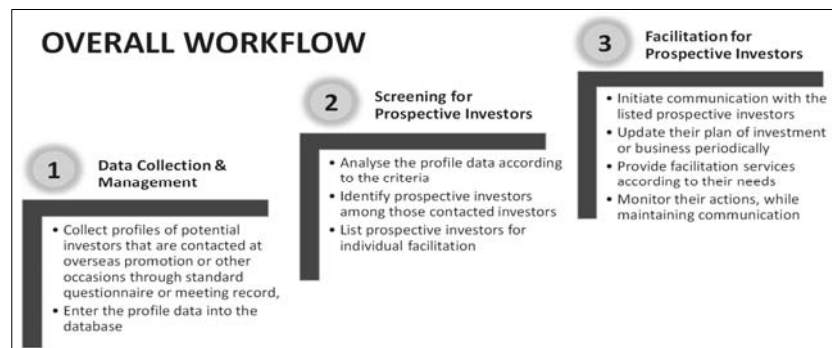 OVERALL WORKFLOW
1
Data Collection &
Management
• Collect profiles of potential
investors that are contacted at
overseas promotion or other
occasions through standard
questionnaire or meeting record,
• Enter the profile data into the
database
2
Screening for
Prospective Investors
• Analyse the profile data according
to the criteria
• Identify prospective investors
among those contacted investors
• List prospective investors for
individual facilitation
3
Facilitation for
Prospective Investors
• Initiate communication with the
listed prospective investors
• Update their plan of investment
or business periodically
• Provide facilitation services
according to their needs
• Monitor their actions, while
maintaining communication